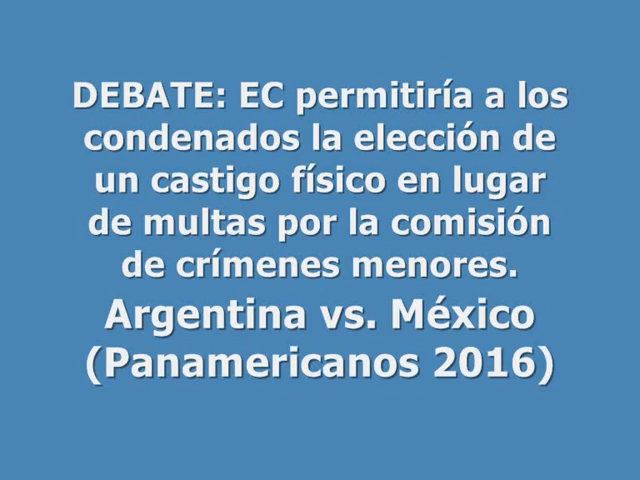 DEBATE: EC permitiría a los
condenados la elección de
un castigo físico en lugar
de multas por la comisión
de crímenes menores.
Argentina vs. México
(Panamericanos 2016)